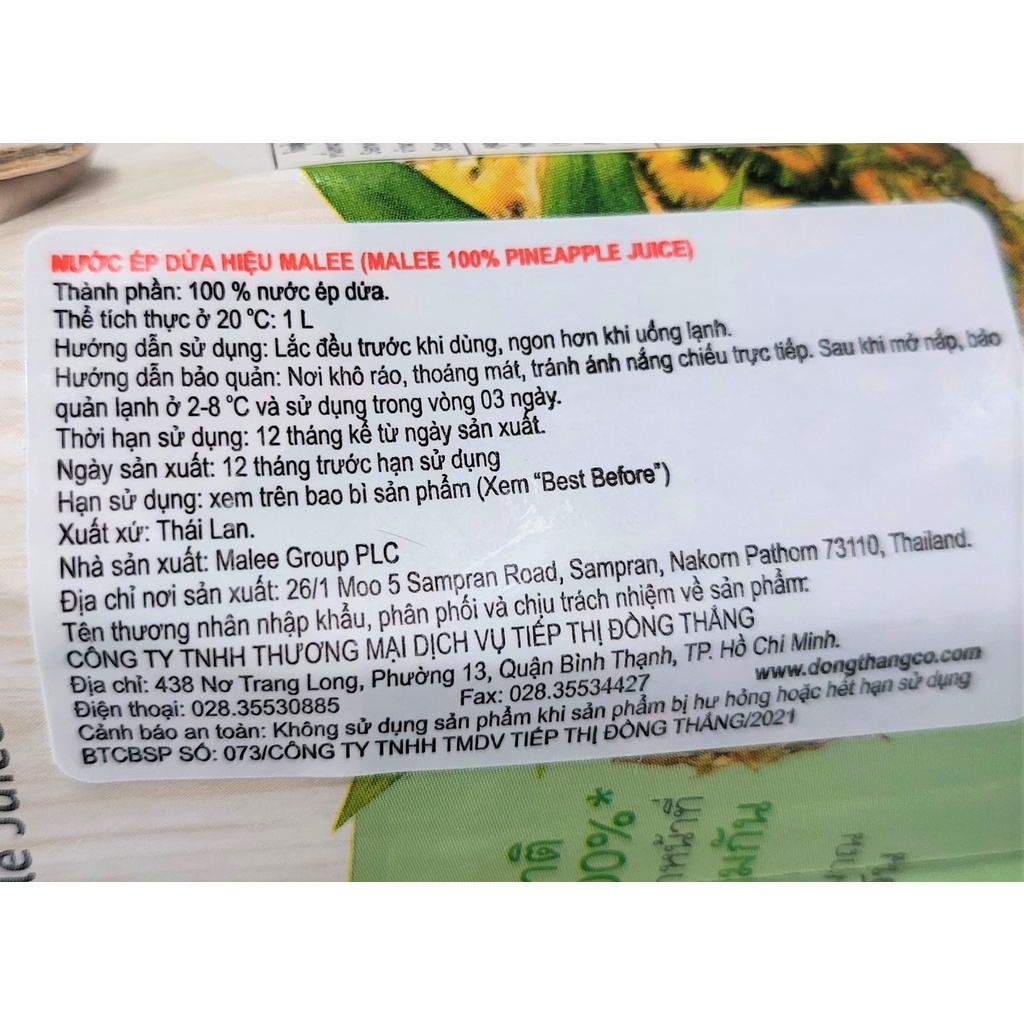 NƯỚC ÉP DỨA HIỆU MALEE (MALEE 100% PINEAPPLE JUICE)
Thành phần: 100 % nước ép dứa.
Thể tích thực ở 20 °C: 1 L
Hướng dẫn sử dụng: Lắc đều trước khi dùng, ngon hơn khi uống lạnh.
Hướng dẫn bảo quản: Nơi khô ráo, thoáng mát, tránh ánh nắng chiếu trực tiếp. Sau khi mở nắp, bảo
quản lạnh ở 2-8 °C và sử dụng trong vòng 03 ngày.
Thời hạn sử dụng: 12 tháng kể từ ngày sản xuất.
Ngày sản xuất: 12 tháng trước hạn sử dụng
Hạn sử dụng: xem trên bao bì sản phẩm (Xem "Best Before")
Xuất xứ: Thái Lan.
Nhà sản xuất: Malee Group PLC
Địa chỉ nơi sản xuất: 26/1 Moo 5 Sampran Road, Sampran, Nakorn Pathom 73110, Thailand.
Tên thương nhân nhập khẩu, phân phối và chịu trách nhiệm về sản phẩm:
CÔNG TY TNHH THƯƠNG MẠI DỊCH VỤ TIẾP THỊ ĐÔNG THẮNG
Địa chỉ: 438 Nơ Trang Long, Phường 13, Quận Bình Thạnh, TP. Hồ Chí Minh.
Điện thoại: 028.35530885 Fax: 028.35534427 www.dongthangco.com
Cảnh báo an toàn: Không sử dụng sản phẩm khi sản phẩm bị hư hỏng hoặc hết hạn sử dụng
BTCBSP SỐ: 073/CÔNG TY TNHH TMDV TIẾP THỊ ĐÔNG THẮNG/2021